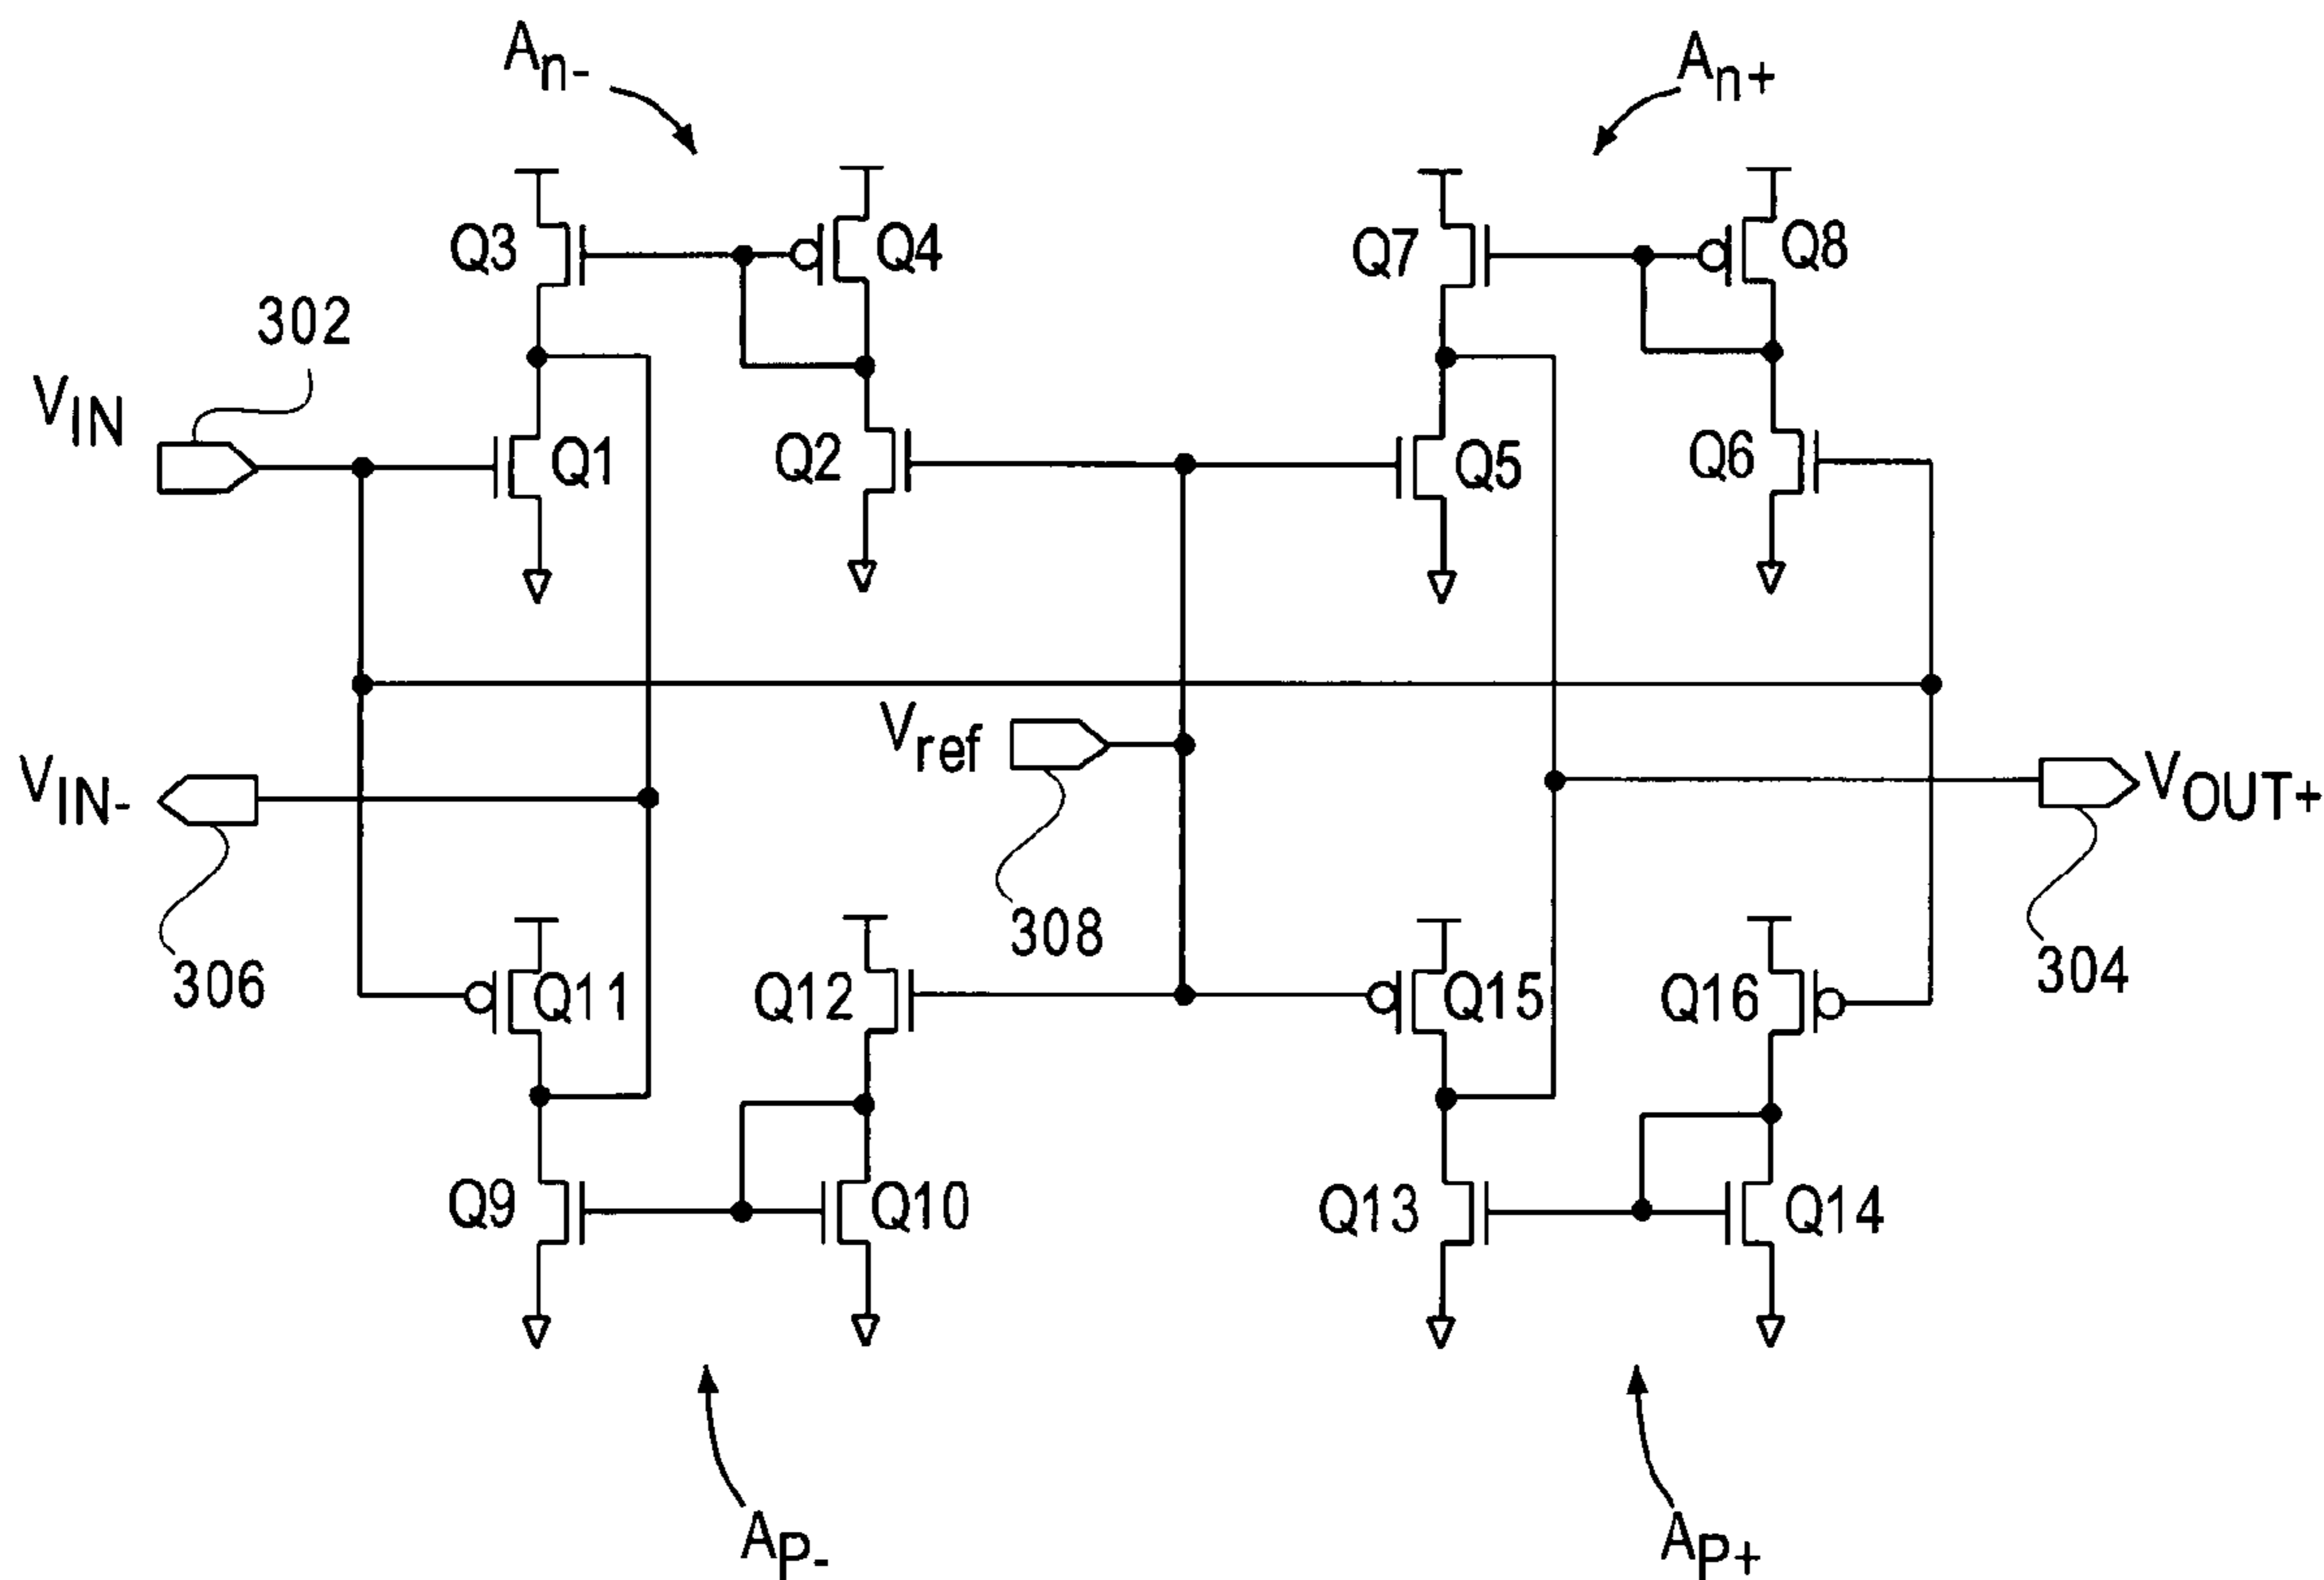 An-
An+
Q3
Q4
Q7
Q8
302
VIN
Q1
Q2
Q5
Q6
Vref
VIN-
VOUT+
308
306
304
Q11
Q12
Q15
Q16
Q9
Q10
Q13
Q14
AP-
AP+